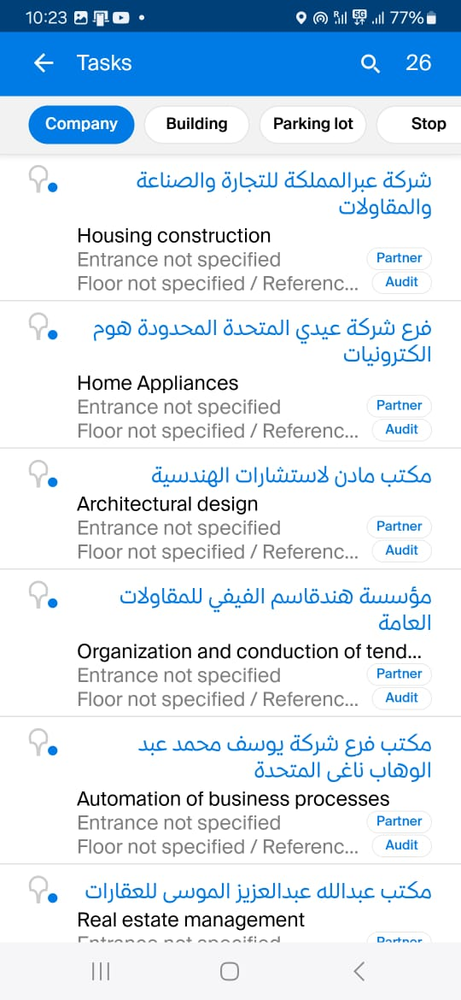 10:23
77%
Tasks
26
Company
Building
Parking lot
Stop
شركة عبرالمملكة للتجارة والصناعة
والمقاولات
Housing construction
Entrance not specified
Partner
Floor not specified / Referenc...
Audit
فرع شركة عيدي المتحدة المحدودة هوم
الكترونيات
Home Appliances
Entrance not specified
Partner
Floor not specified / Referenc...
Audit
مكتب مادن لاستشارات الهندسية
Architectural design
Entrance not specified
Partner
Floor not specified / Referenc...
Audit
مؤسسة هندقاسم الفيفي للمقاولات
العامة
Organization and conduction of tend...
Entrance not specified
Partner
Floor not specified / Referenc...
Audit
مكتب فرع شركة يوسف محمد عبد
الوهاب ناغى المتحدة
Automation of business processes
Entrance not specified
Partner
Floor not specified / Referenc...
Audit
مكتب عبدالله عبدالعزيز الموسى للعقارات
Real estate management
Entrance not specified
Partner